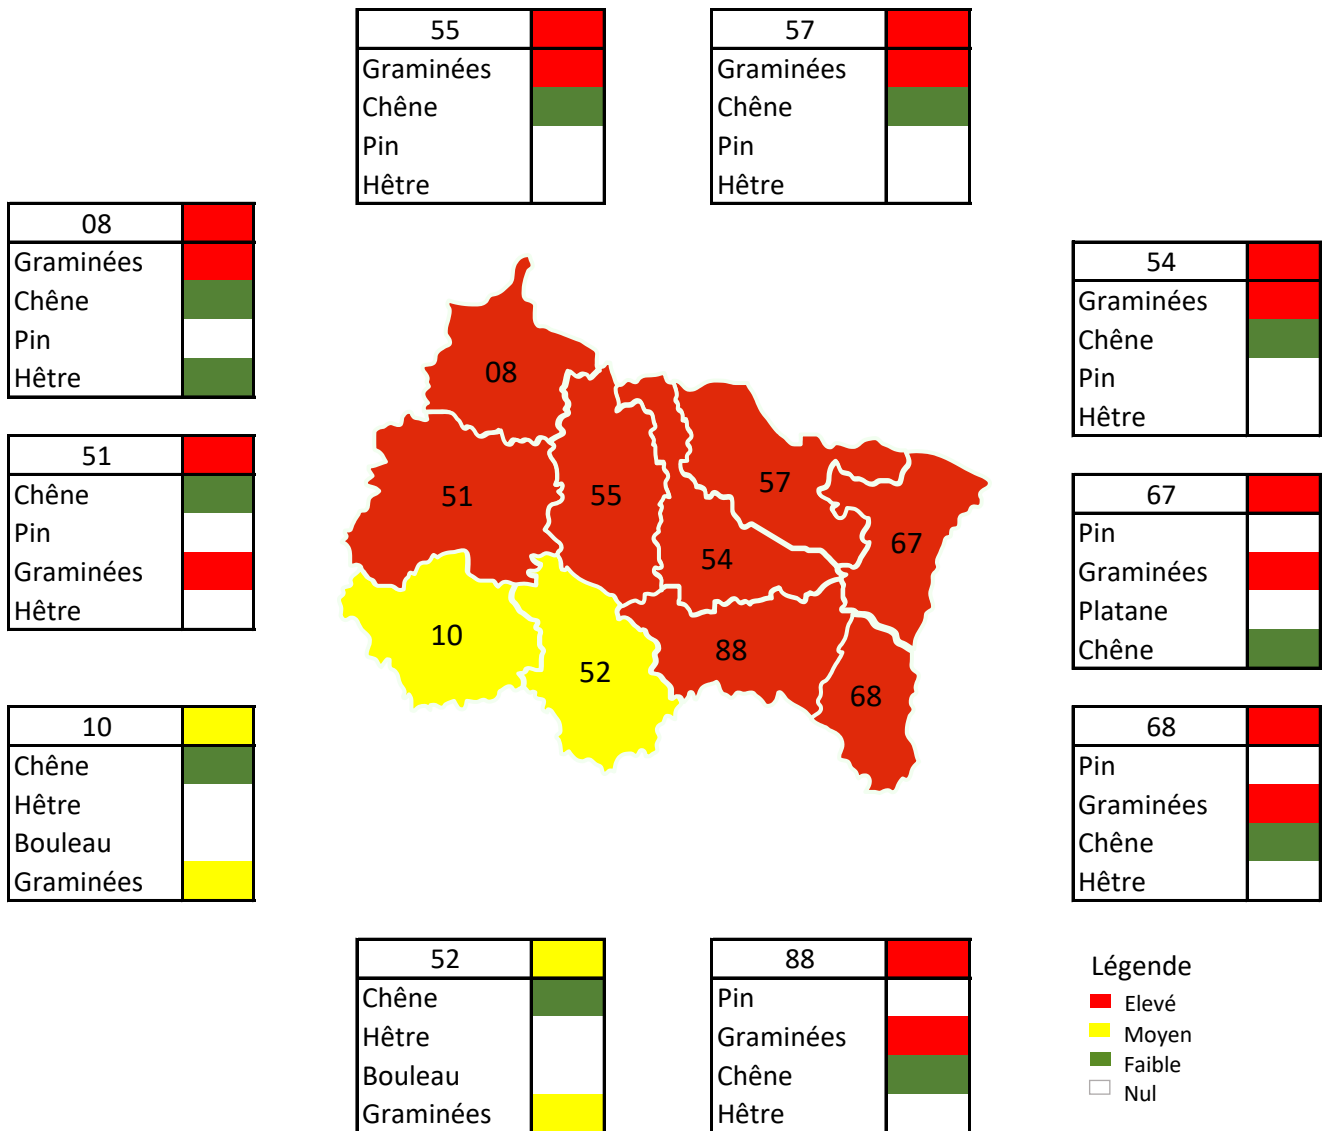 55
Graminées
Chêne
Pin
Hêtre
57
Graminées
Chêne
Pin
Hêtre
08
Graminées
Chêne
Pin
Hêtre
54
Graminées
Chêne
Pin
Hêtre
51
Chêne
Pin
Graminées
Hêtre
67
Pin
Graminées
Platane
Chêne
10
Chêne
Hêtre
Bouleau
Graminées
68
Pin
Graminées
Chêne
Hêtre
08
51
55
57
67
54
10
52
88
68
52
Chêne
Hêtre
Bouleau
Graminées
88
Pin
Graminées
Chêne
Hêtre
Légende
Elevé
Moyen
Faible
Nul